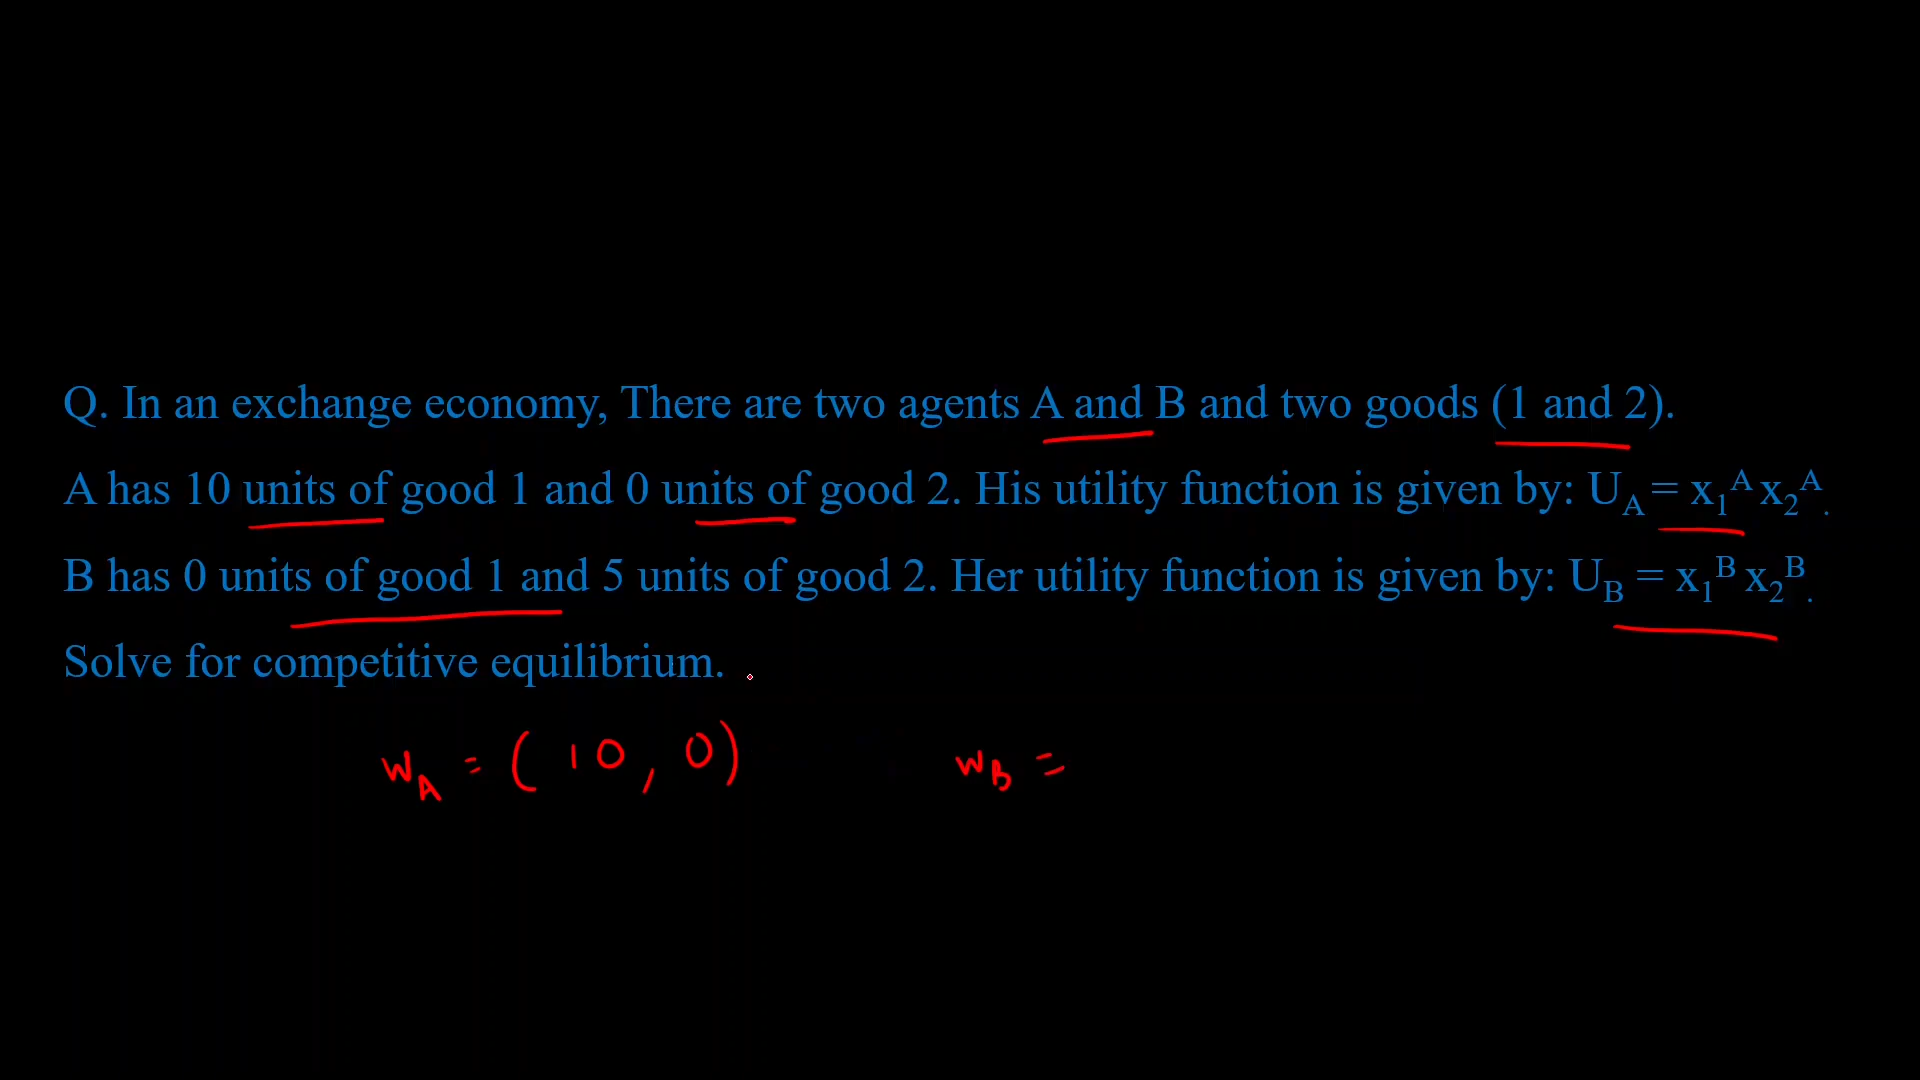 Q. In an exchange economy, There are two agents A and B and two goods (1 and 2).
A has 10 units of good 1 and 0 units of good 2. His utility function is given by: U_A = x_1^A x_2^A.
B has 0 units of good 1 and 5 units of good 2. Her utility function is given by: U_B = x_1^B x_2^B.
Solve for competitive equilibrium.
w_A = (10, 0) w_B =